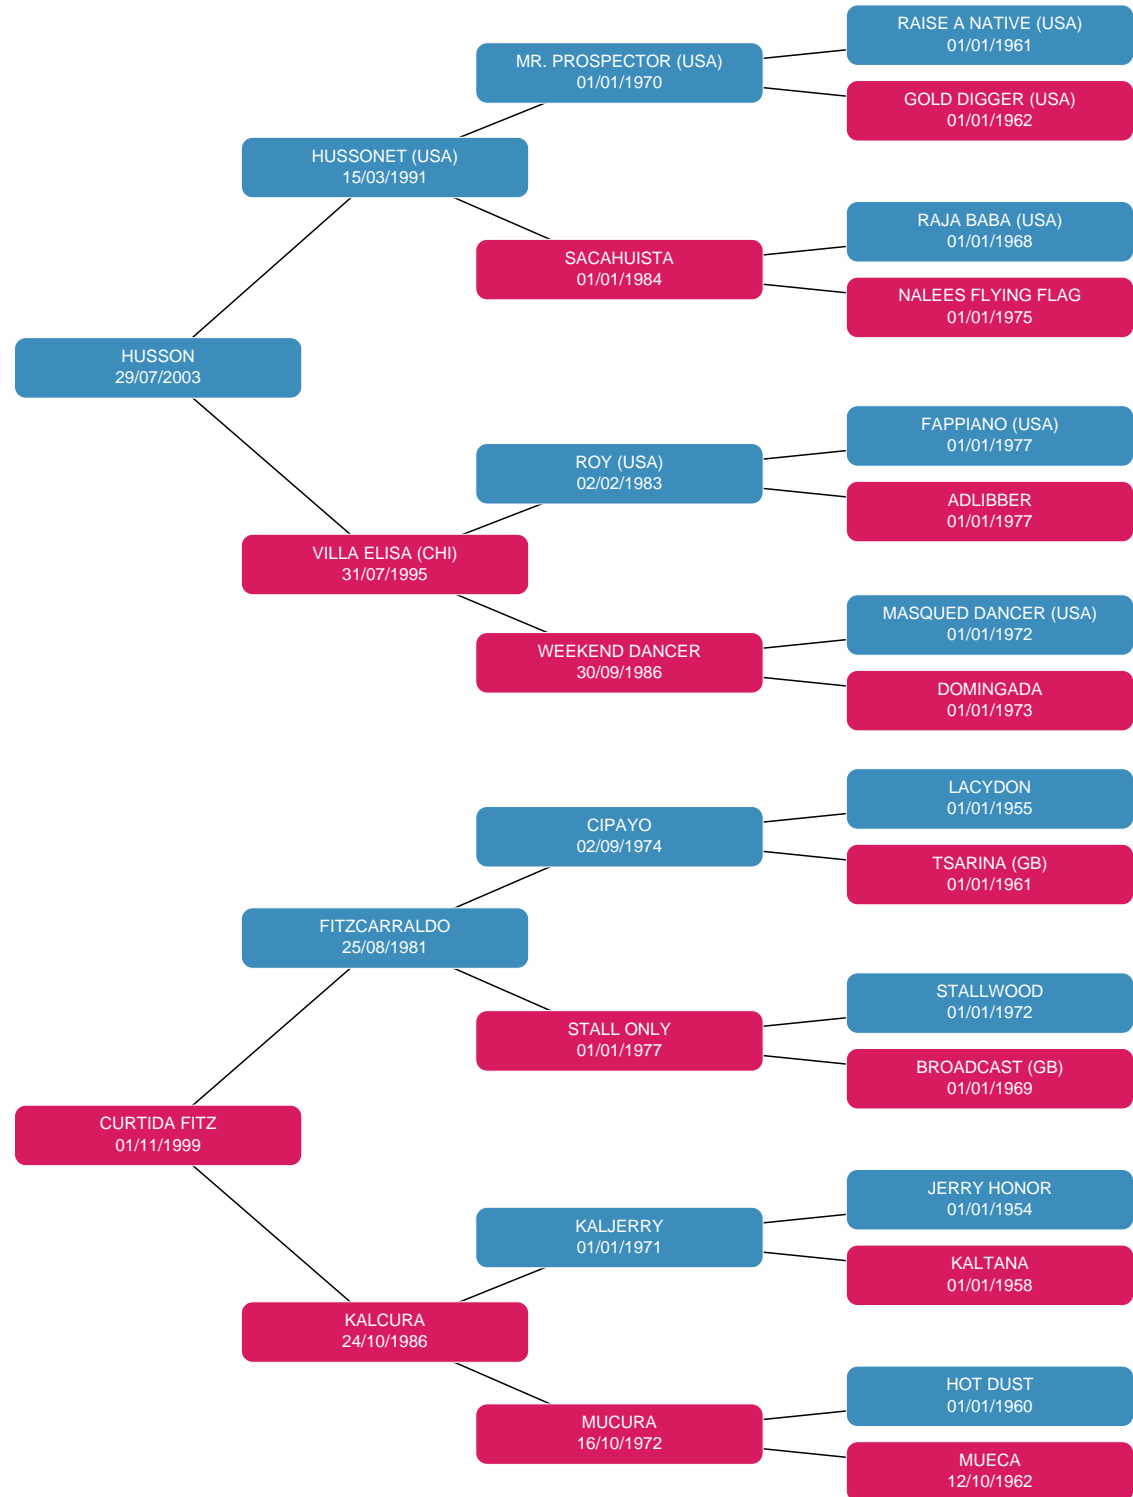 RAISE A NATIVE (USA)
01/01/1961
MR. PROSPECTOR (USA)
01/01/1970
GOLD DIGGER (USA)
01/01/1962
HUSSONET (USA)
15/03/1991
RAJA BABA (USA)
01/01/1968
SACAHUISTA
01/01/1984
NALEES FLYING FLAG
01/01/1975
HUSSON
29/07/2003
FAPPIANO (USA)
01/01/1977
ROY (USA)
02/02/1983
ADLIBBER
01/01/1977
VILLA ELISA (CHI)
31/07/1995
MASQUED DANCER (USA)
01/01/1972
WEEKEND DANCER
30/09/1986
DOMINGADA
01/01/1973
LACYDON
01/01/1955
CIPAYO
02/09/1974
TSARINA (GB)
01/01/1961
FITZCARRALDO
25/08/1981
STALLWOOD
01/01/1972
STALL ONLY
01/01/1977
BROADCAST (GB)
01/01/1969
CURTIDA FITZ
01/11/1999
JERRY HONOR
01/01/1954
KALJERRY
01/01/1971
KALTANA
01/01/1958
KALCURA
24/10/1986
HOT DUST
01/01/1960
MUCURA
16/10/1972
MUECA
12/10/1962